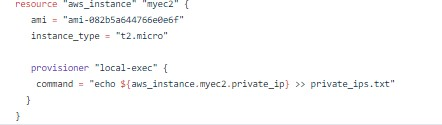 resource "aws_instance" "myec2" {
ami = "ami-082b5a644766e0e6f"
instance_type = "t2.micro"
provisioner "local-exec" {
command = "echo ${aws_instance.myec2.private_ip} >> private_ips.txt"
}
}